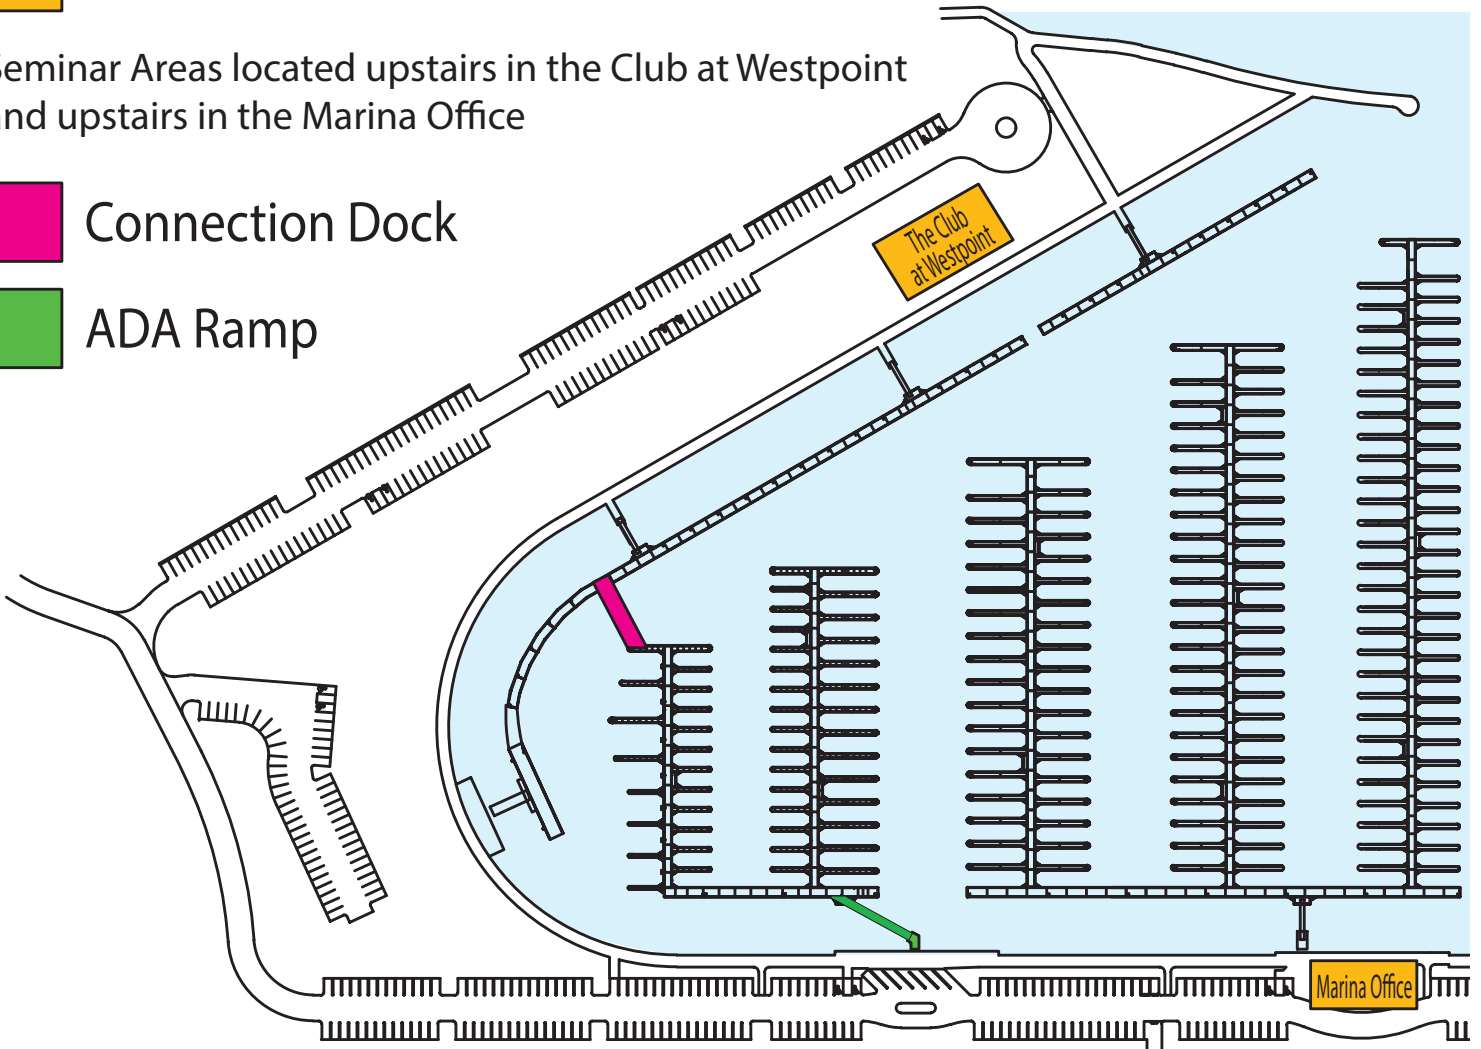 eminar Areas located upstairs in the Club at Westpoint
nd upstairs in the Marina Office
Connection Dock
ADA Ramp
The Club
at Westpoint
Marina Office